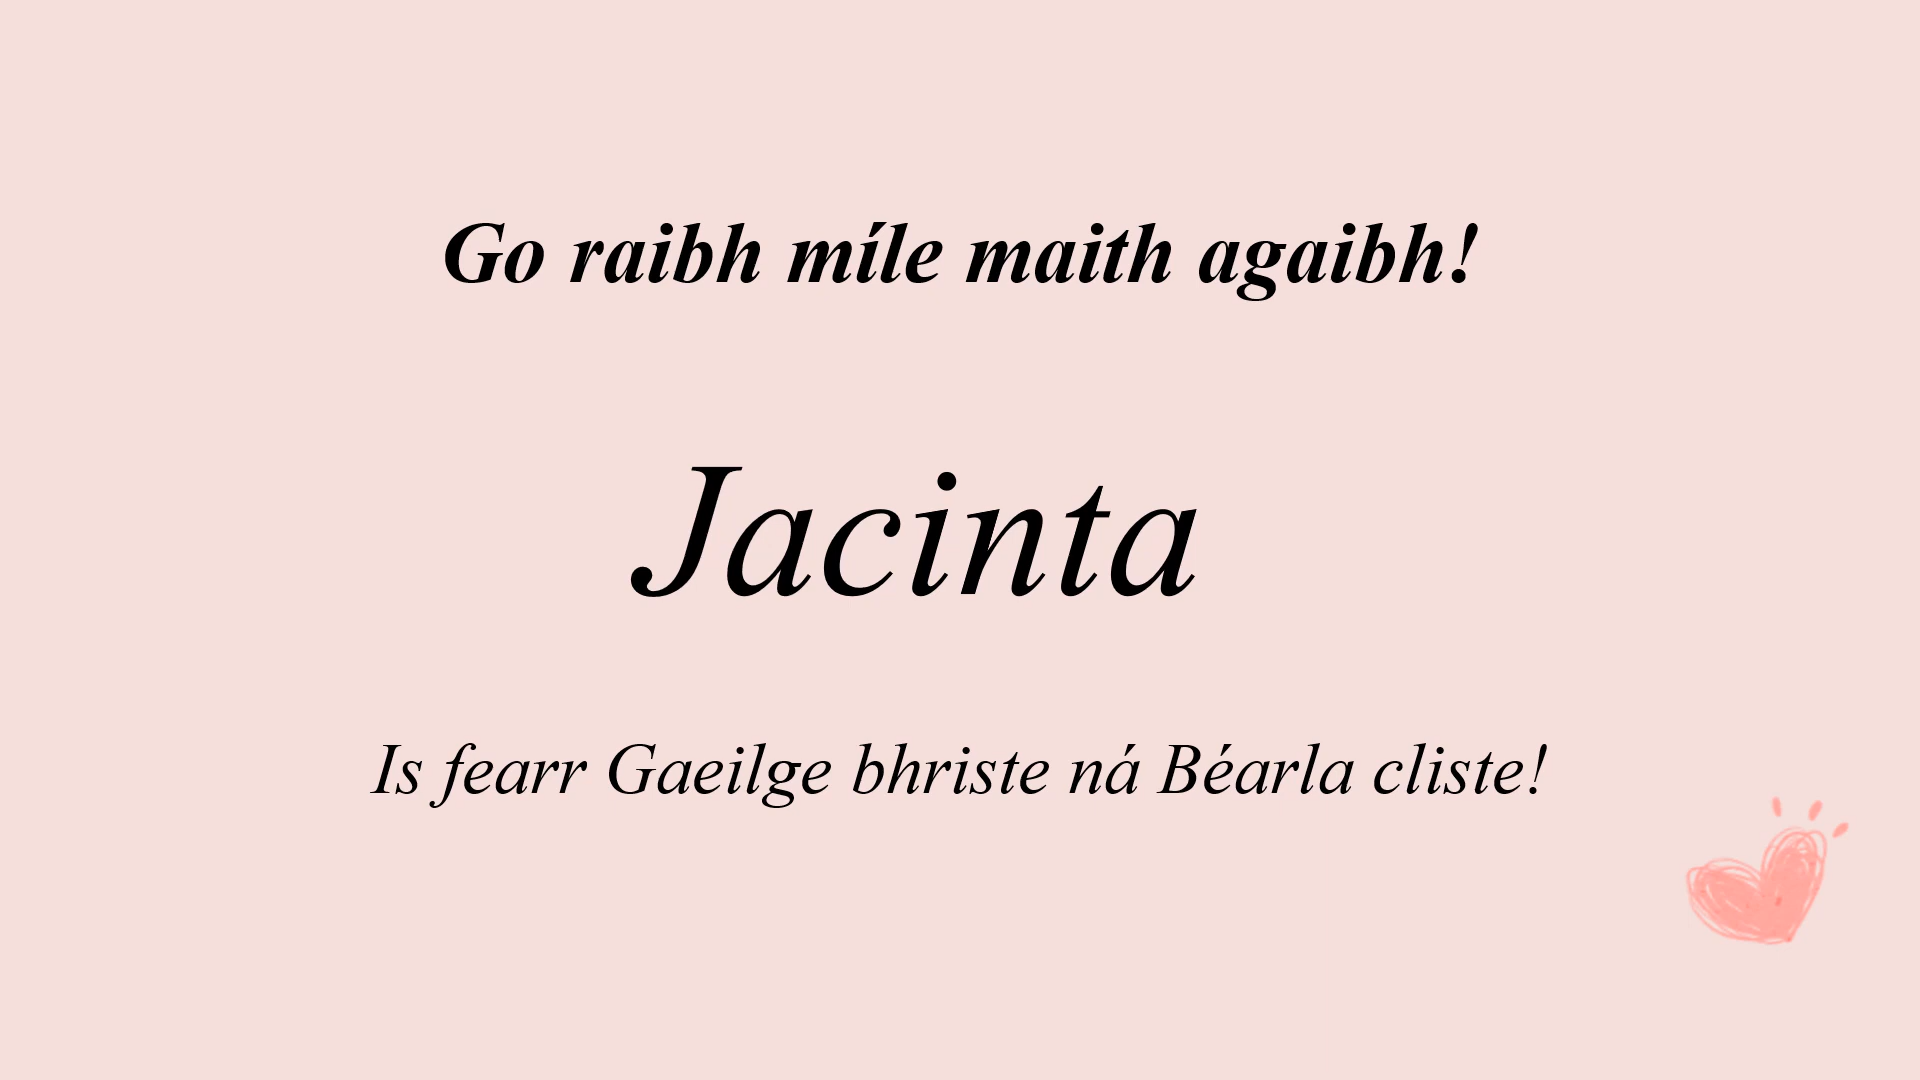 Go raibh míle maith agaibh!
Jacinta
Is fearr Gaeilge bhriste ná Béarla cliste!